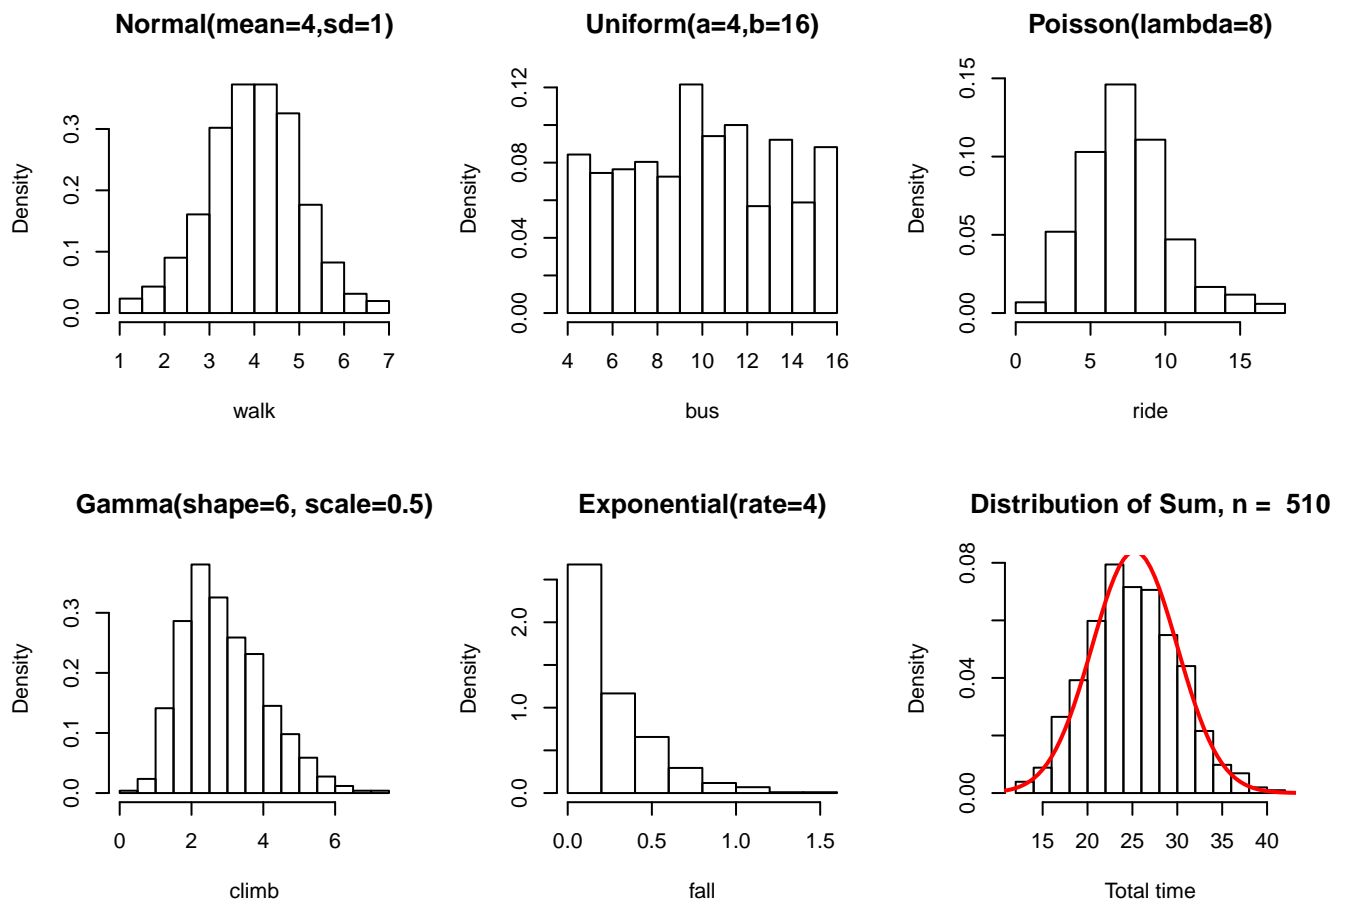 Normal(mean=4,sd=1)
Density
0.0 0.1 0.2 0.3
1 2 3 4 5 6 7
walk
Uniform(a=4,b=16)
Density
0.00 0.04 0.08 0.12
4 6 8 10 12 14 16
bus
Poisson(lambda=8)
Density
0.00 0.05 0.10 0.15
0 5 10 15
ride
Gamma(shape=6, scale=0.5)
Density
0.0 0.1 0.2 0.3
0 2 4 6
climb
Exponential(rate=4)
Density
0.0 1.0 2.0
0.0 0.5 1.0 1.5
fall
Distribution of Sum, n =  510
Density
0.00 0.04 0.08
15 20 25 30 35 40
Total time